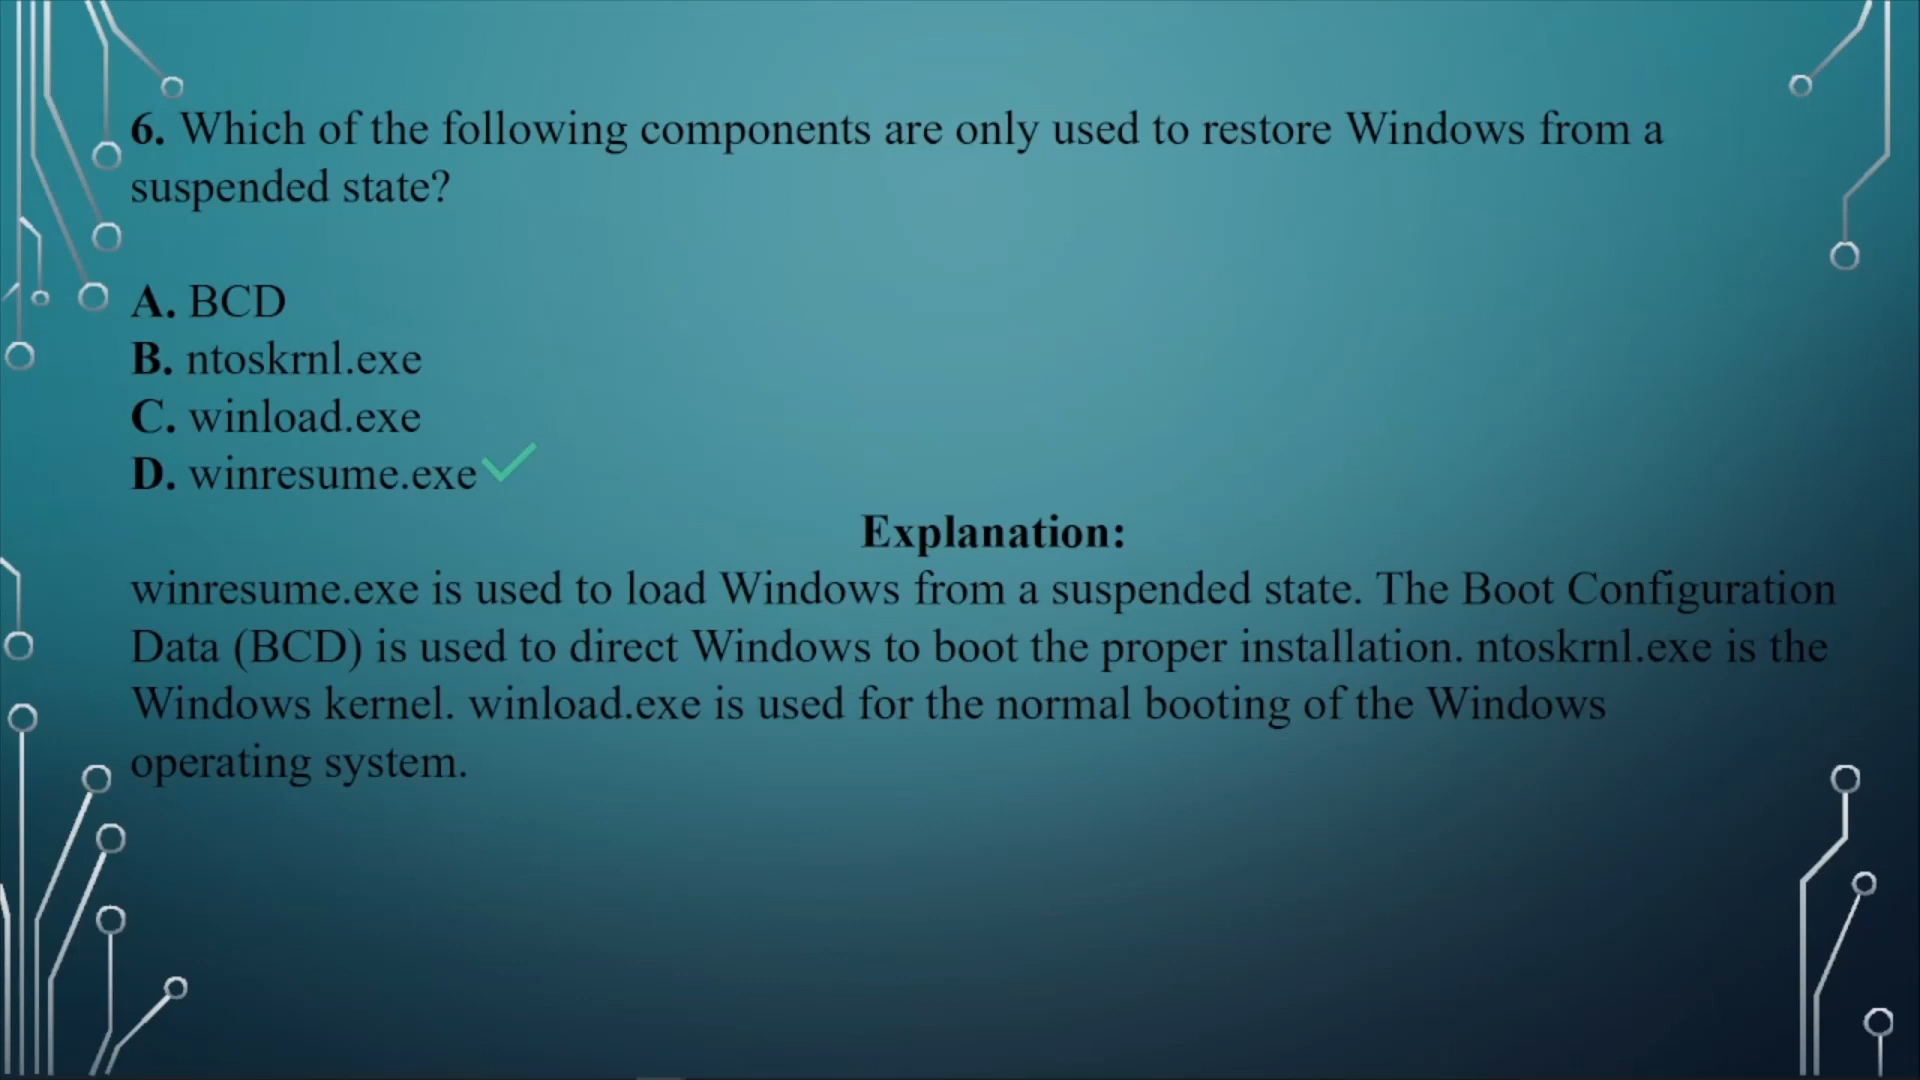 6. Which of the following components are only used to restore Windows from a
suspended state?
A. BCD
B. ntoskrnl.exe
C. winload.exe
D. winresume.exe
Explanation:
winresume.exe is used to load Windows from a suspended state. The Boot Configuration
Data (BCD) is used to direct Windows to boot the proper installation. ntoskrnl.exe is the
Windows kernel. winload.exe is used for the normal booting of the Windows
operating system.